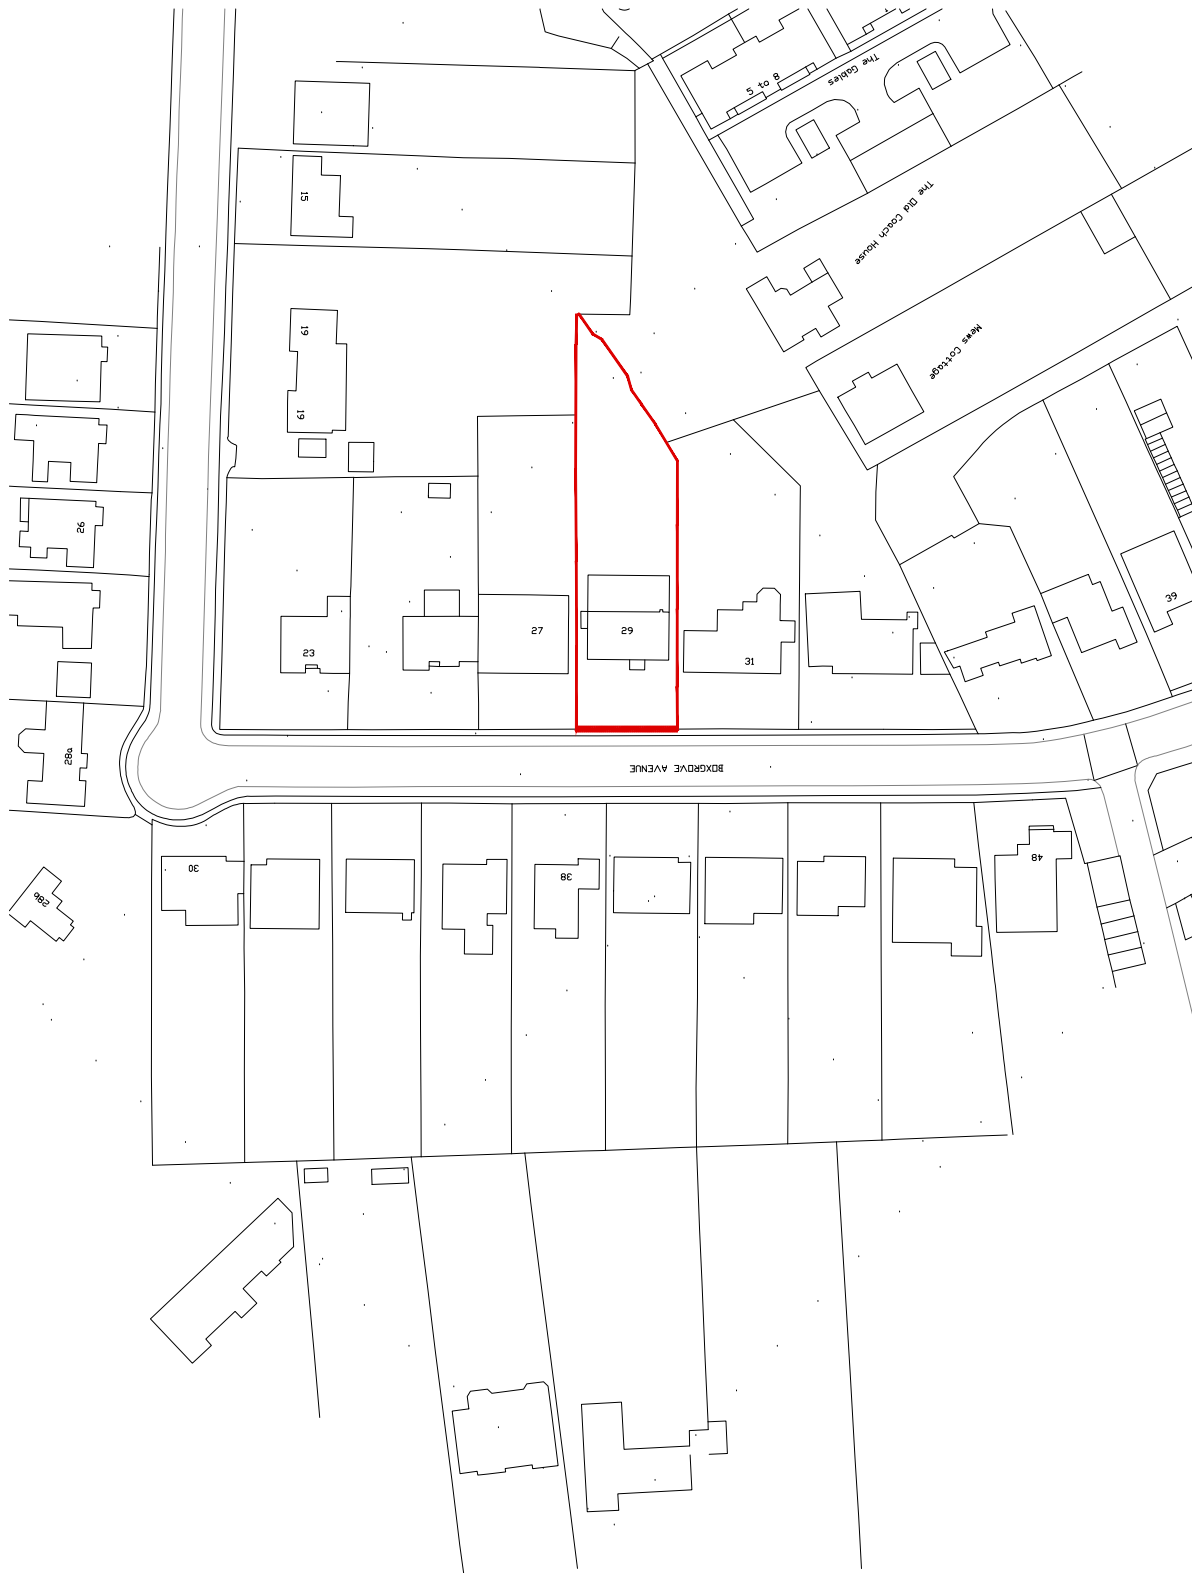 5 to 8
The Gables
15
The Old Coach House
19
Mews Cottage
19
26
39
27
29
23
31
28a
BOXGROVE AVENUE
30
38
48
28b